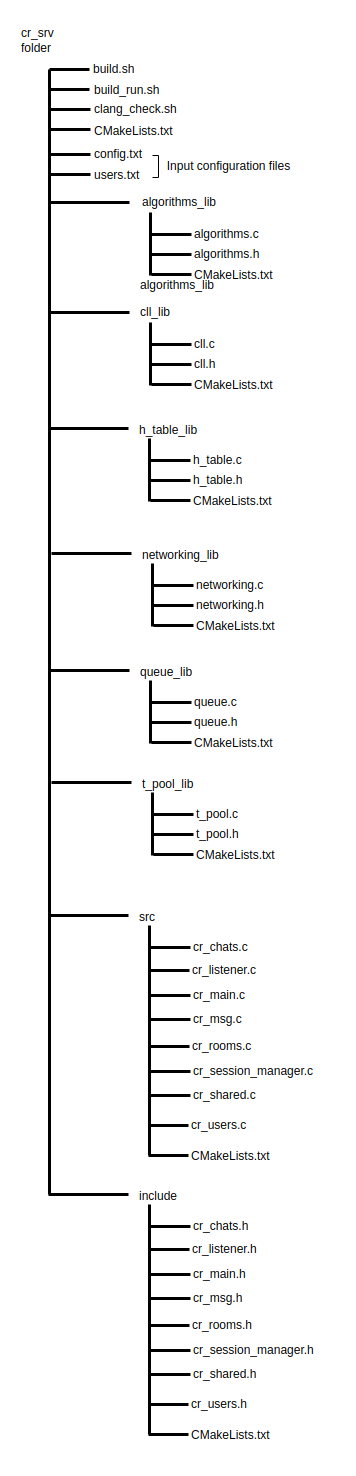 cr_srv
folder
build.sh
build_run.sh
clang_check.sh
CMakeLists.txt
config.txt
Input configuration files
users.txt
algorithms_lib
algorithms.c
algorithms.h
CMakeLists.txt
algorithms_lib
cll_lib
cll.c
cll.h
CMakeLists.txt
h_table_lib
h_table.c
h_table.h
CMakeLists.txt
networking_lib
networking.c
networking.h
CMakeLists.txt
queue_lib
queue.c
queue.h
CMakeLists.txt
t_pool_lib
t_pool.c
t_pool.h
CMakeLists.txt
src
cr_chats.c
cr_listener.c
cr_main.c
cr_msg.c
cr_rooms.c
cr_session_manager.c
cr_shared.c
cr_users.c
CMakeLists.txt
include
cr_chats.h
cr_listener.h
cr_main.h
cr_msg.h
cr_rooms.h
cr_session_manager.h
cr_shared.h
cr_users.h
CMakeLists.txt